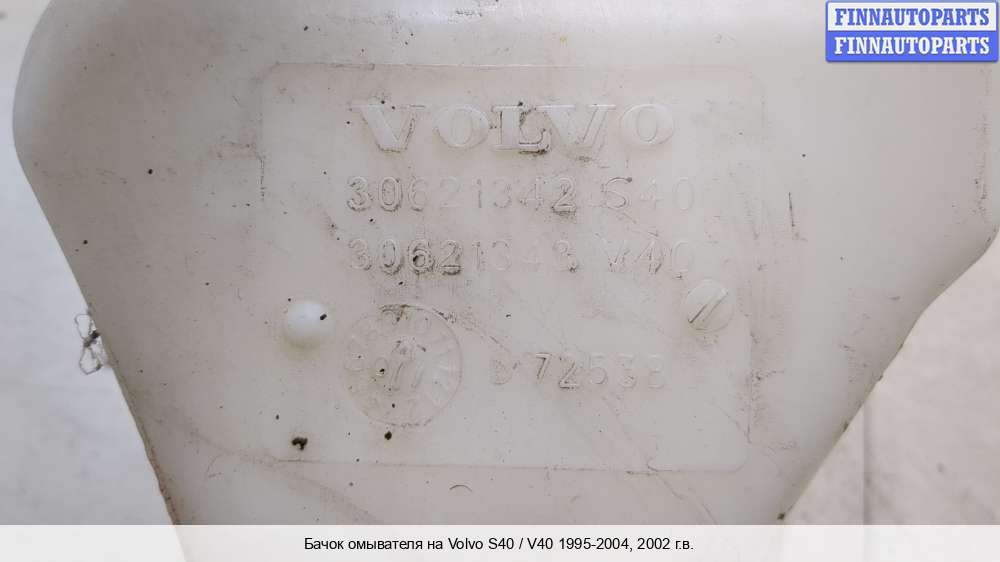 FINNAUTOPARTS
FINNAUTOPARTS
VOLVO
30621342 S40
30621343 V40
72538
Бачок омывателя на Volvo S40 / V40 1995-2004, 2002 г.в.